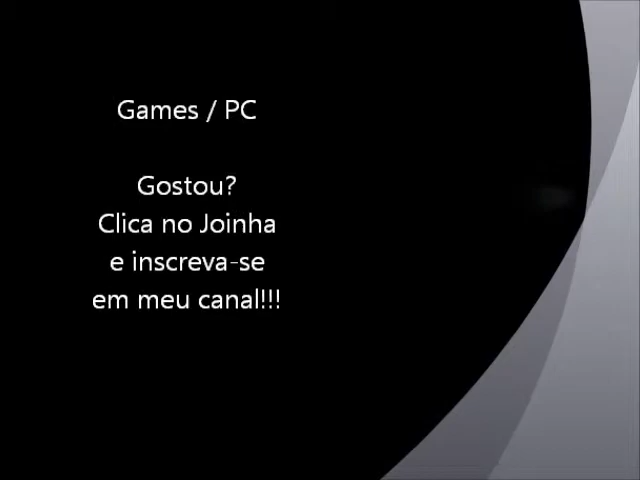 Games / PC
Gostou?
Clica no Joinha
e inscreva-se
em meu canal!!!